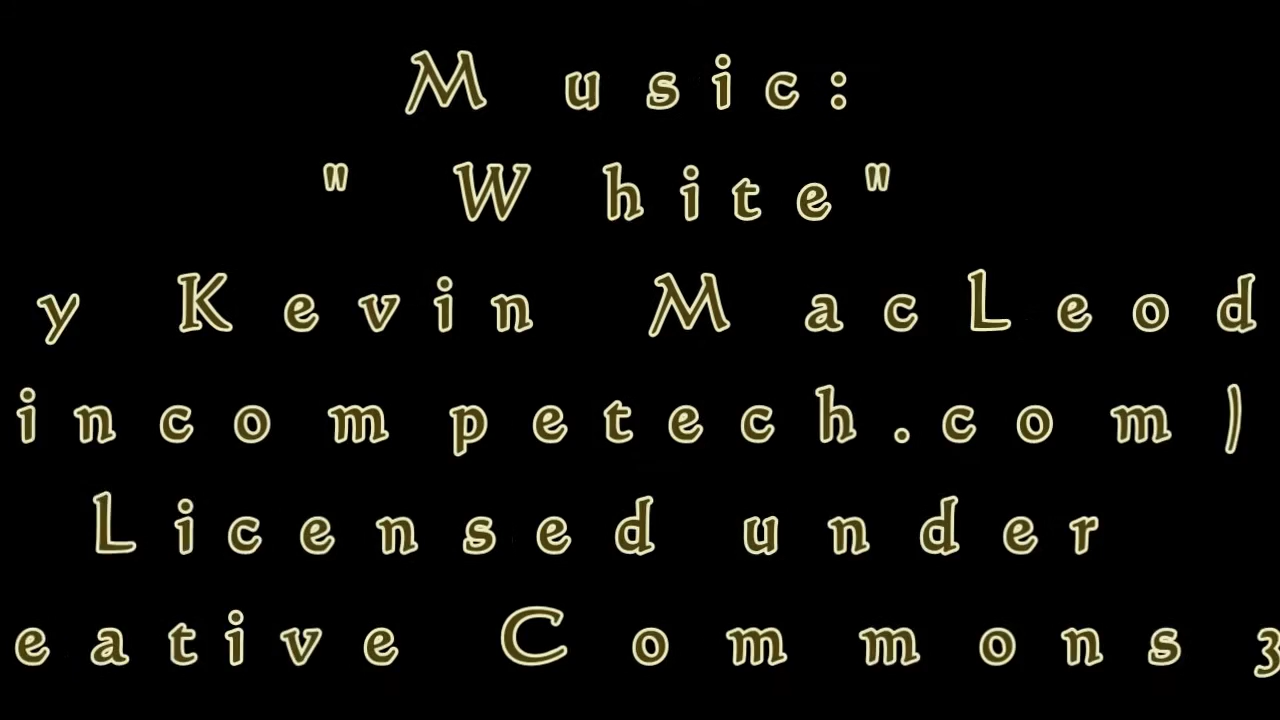 Music:
"White"
y Kevin MacLeod
incompetech.com)
Licensed under
eative Commons 3